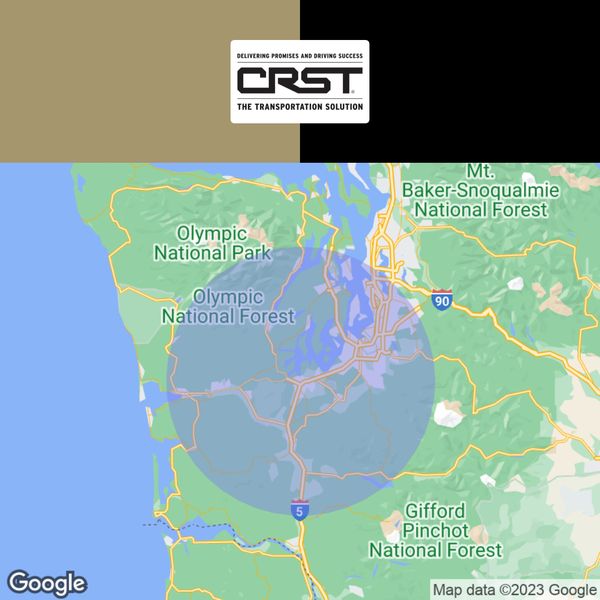 DELIVERING PROMISES AND DRIVING SUCCESS
CRST®
THE TRANSPORTATION SOLUTION
Mt.
Baker-Snoqualmie
National Forest
Olympic
National Park
Olympic
National Forest
90
5
Gifford
Pinchot
National Forest
Google
Map data ©2023 Google